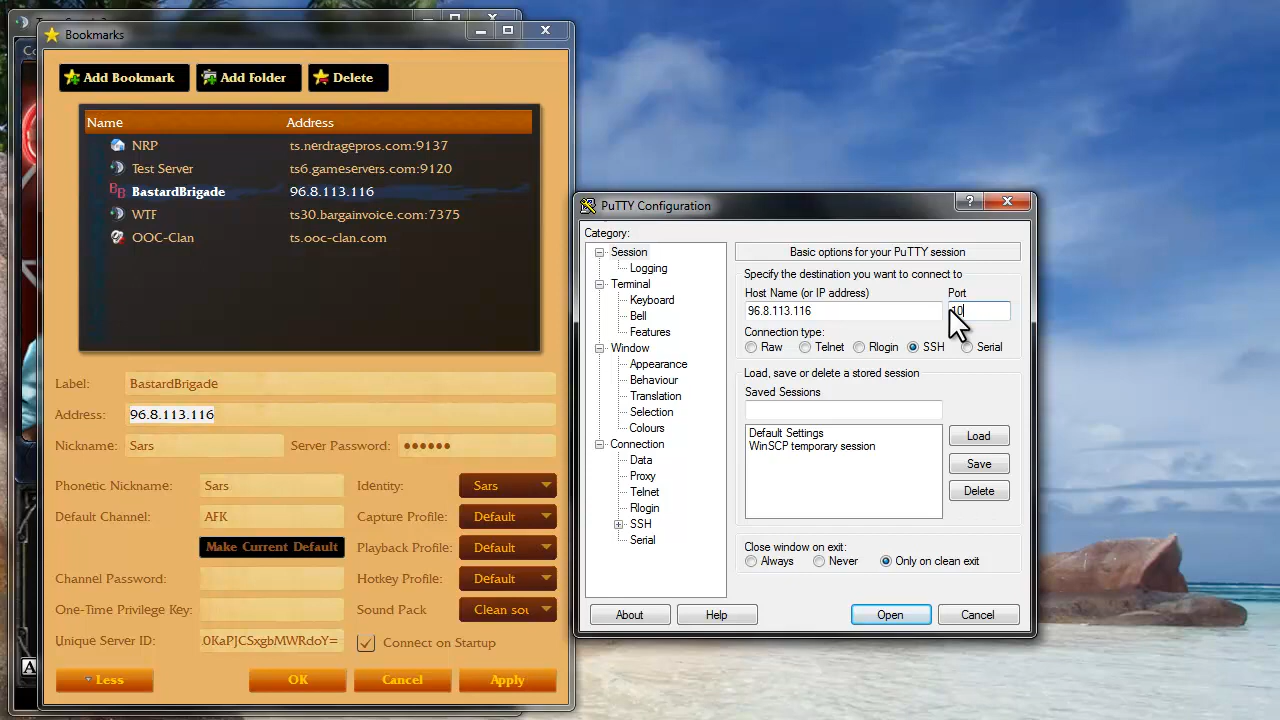 Bookmarks
Add Bookmark
Add Folder
Delete
Name Address
NRP ts.nerdragepros.com:9137
Test Server ts6.gameservers.com:9120
BastardBrigade 96.8.113.116
WTF ts30.bargainvoice.com:7375
OOC-Clan ts.ooc-clan.com
Label: BastardBrigade
Address: 96.8.113.116
Nickname: Sars Server Password: ●●●●●●
Phonetic Nickname: Sars Identity: Sars
Default Channel: AFK Capture Profile: Default
Make Current Default Playback Profile: Default
Channel Password: Hotkey Profile: Default
One-Time Privilege Key: Sound Pack Clean sou
Unique Server ID: 0KaPJCSxgbMWRdoY= Connect on Startup
Less OK Cancel Apply
PuTTY Configuration
Category:
Session
Logging
Terminal
Keyboard
Bell
Features
Window
Appearance
Behaviour
Translation
Selection
Colours
Connection
Data
Proxy
Telnet
Rlogin
SSH
Serial
Basic options for your PuTTY session
Specify the destination you want to connect to
Host Name (or IP address) Port
96.8.113.116 10
Connection type:
Raw Telnet Rlogin SSH Serial
Load, save or delete a stored session
Saved Sessions
Default Settings
WinSCP temporary session
Load
Save
Delete
Close window on exit:
Always Never Only on clean exit
About Help Open Cancel